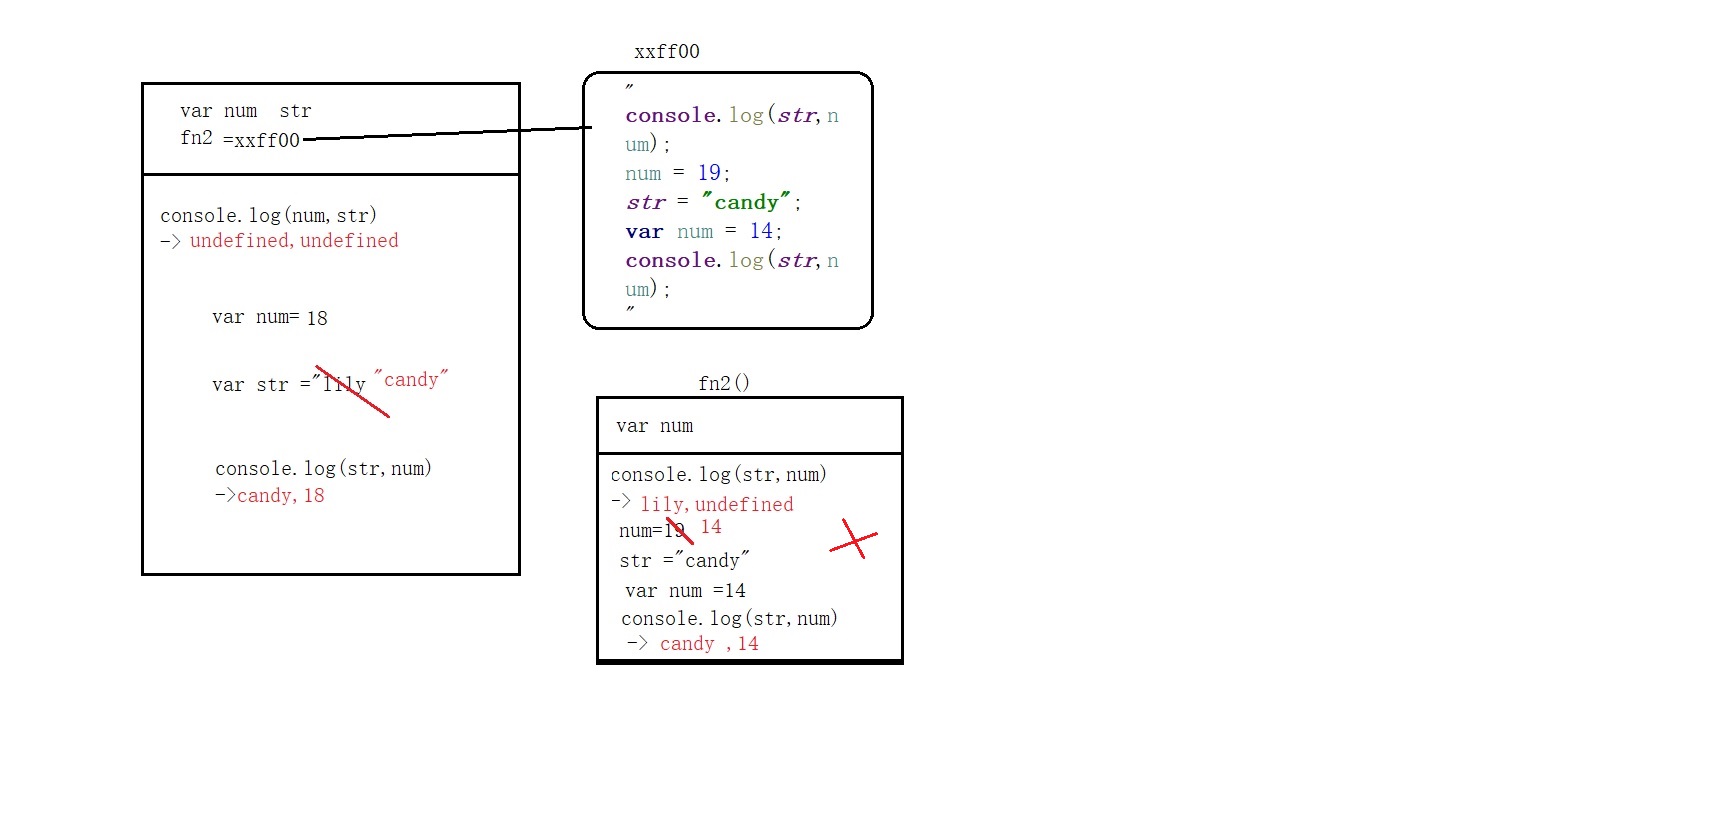 xxff00
var num  str
fn2 =xxff00
console.log(num,str)
-> undefined,undefined
var num= 18
var str ="lily "candy"
console.log(str,num)
->candy,18
"
console.log(str,n
um);
num = 19;
str = "candy";
var num = 14;
console.log(str,n
um);
"
fn2()
var num
console.log(str,num)
-> lily,undefined
num=19 14
str ="candy"
var num =14
console.log(str,num)
-> candy ,14